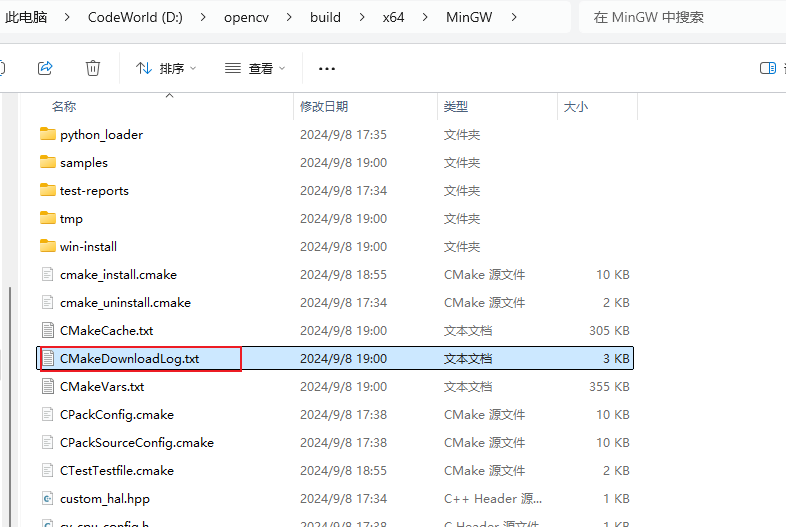 此电脑 > CodeWorld (D:) > opencv > build > x64 > MinGW > 在 MinGW 中搜索
排序 查看 ...
名称 修改日期 类型 大小
python_loader 2024/9/8 17:35 文件夹
samples 2024/9/8 19:00 文件夹
test-reports 2024/9/8 17:34 文件夹
tmp 2024/9/8 19:00 文件夹
win-install 2024/9/8 19:00 文件夹
cmake_install.cmake 2024/9/8 18:55 CMake 源文件 10 KB
cmake_uninstall.cmake 2024/9/8 17:34 CMake 源文件 2 KB
CMakeCache.txt 2024/9/8 19:00 文本文档 305 KB
CMakeDownloadLog.txt 2024/9/8 19:00 文本文档 3 KB
CMakeVars.txt 2024/9/8 19:00 文本文档 355 KB
CPackConfig.cmake 2024/9/8 17:38 CMake 源文件 10 KB
CPackSourceConfig.cmake 2024/9/8 17:38 CMake 源文件 10 KB
CTestTestfile.cmake 2024/9/8 18:55 CMake 源文件 2 KB
custom_hal.hpp 2024/9/8 17:34 C++ Header 源... 1 KB
cv_cpu_config.h 2024/9/8 17:38 C Header 源文件 1 KB